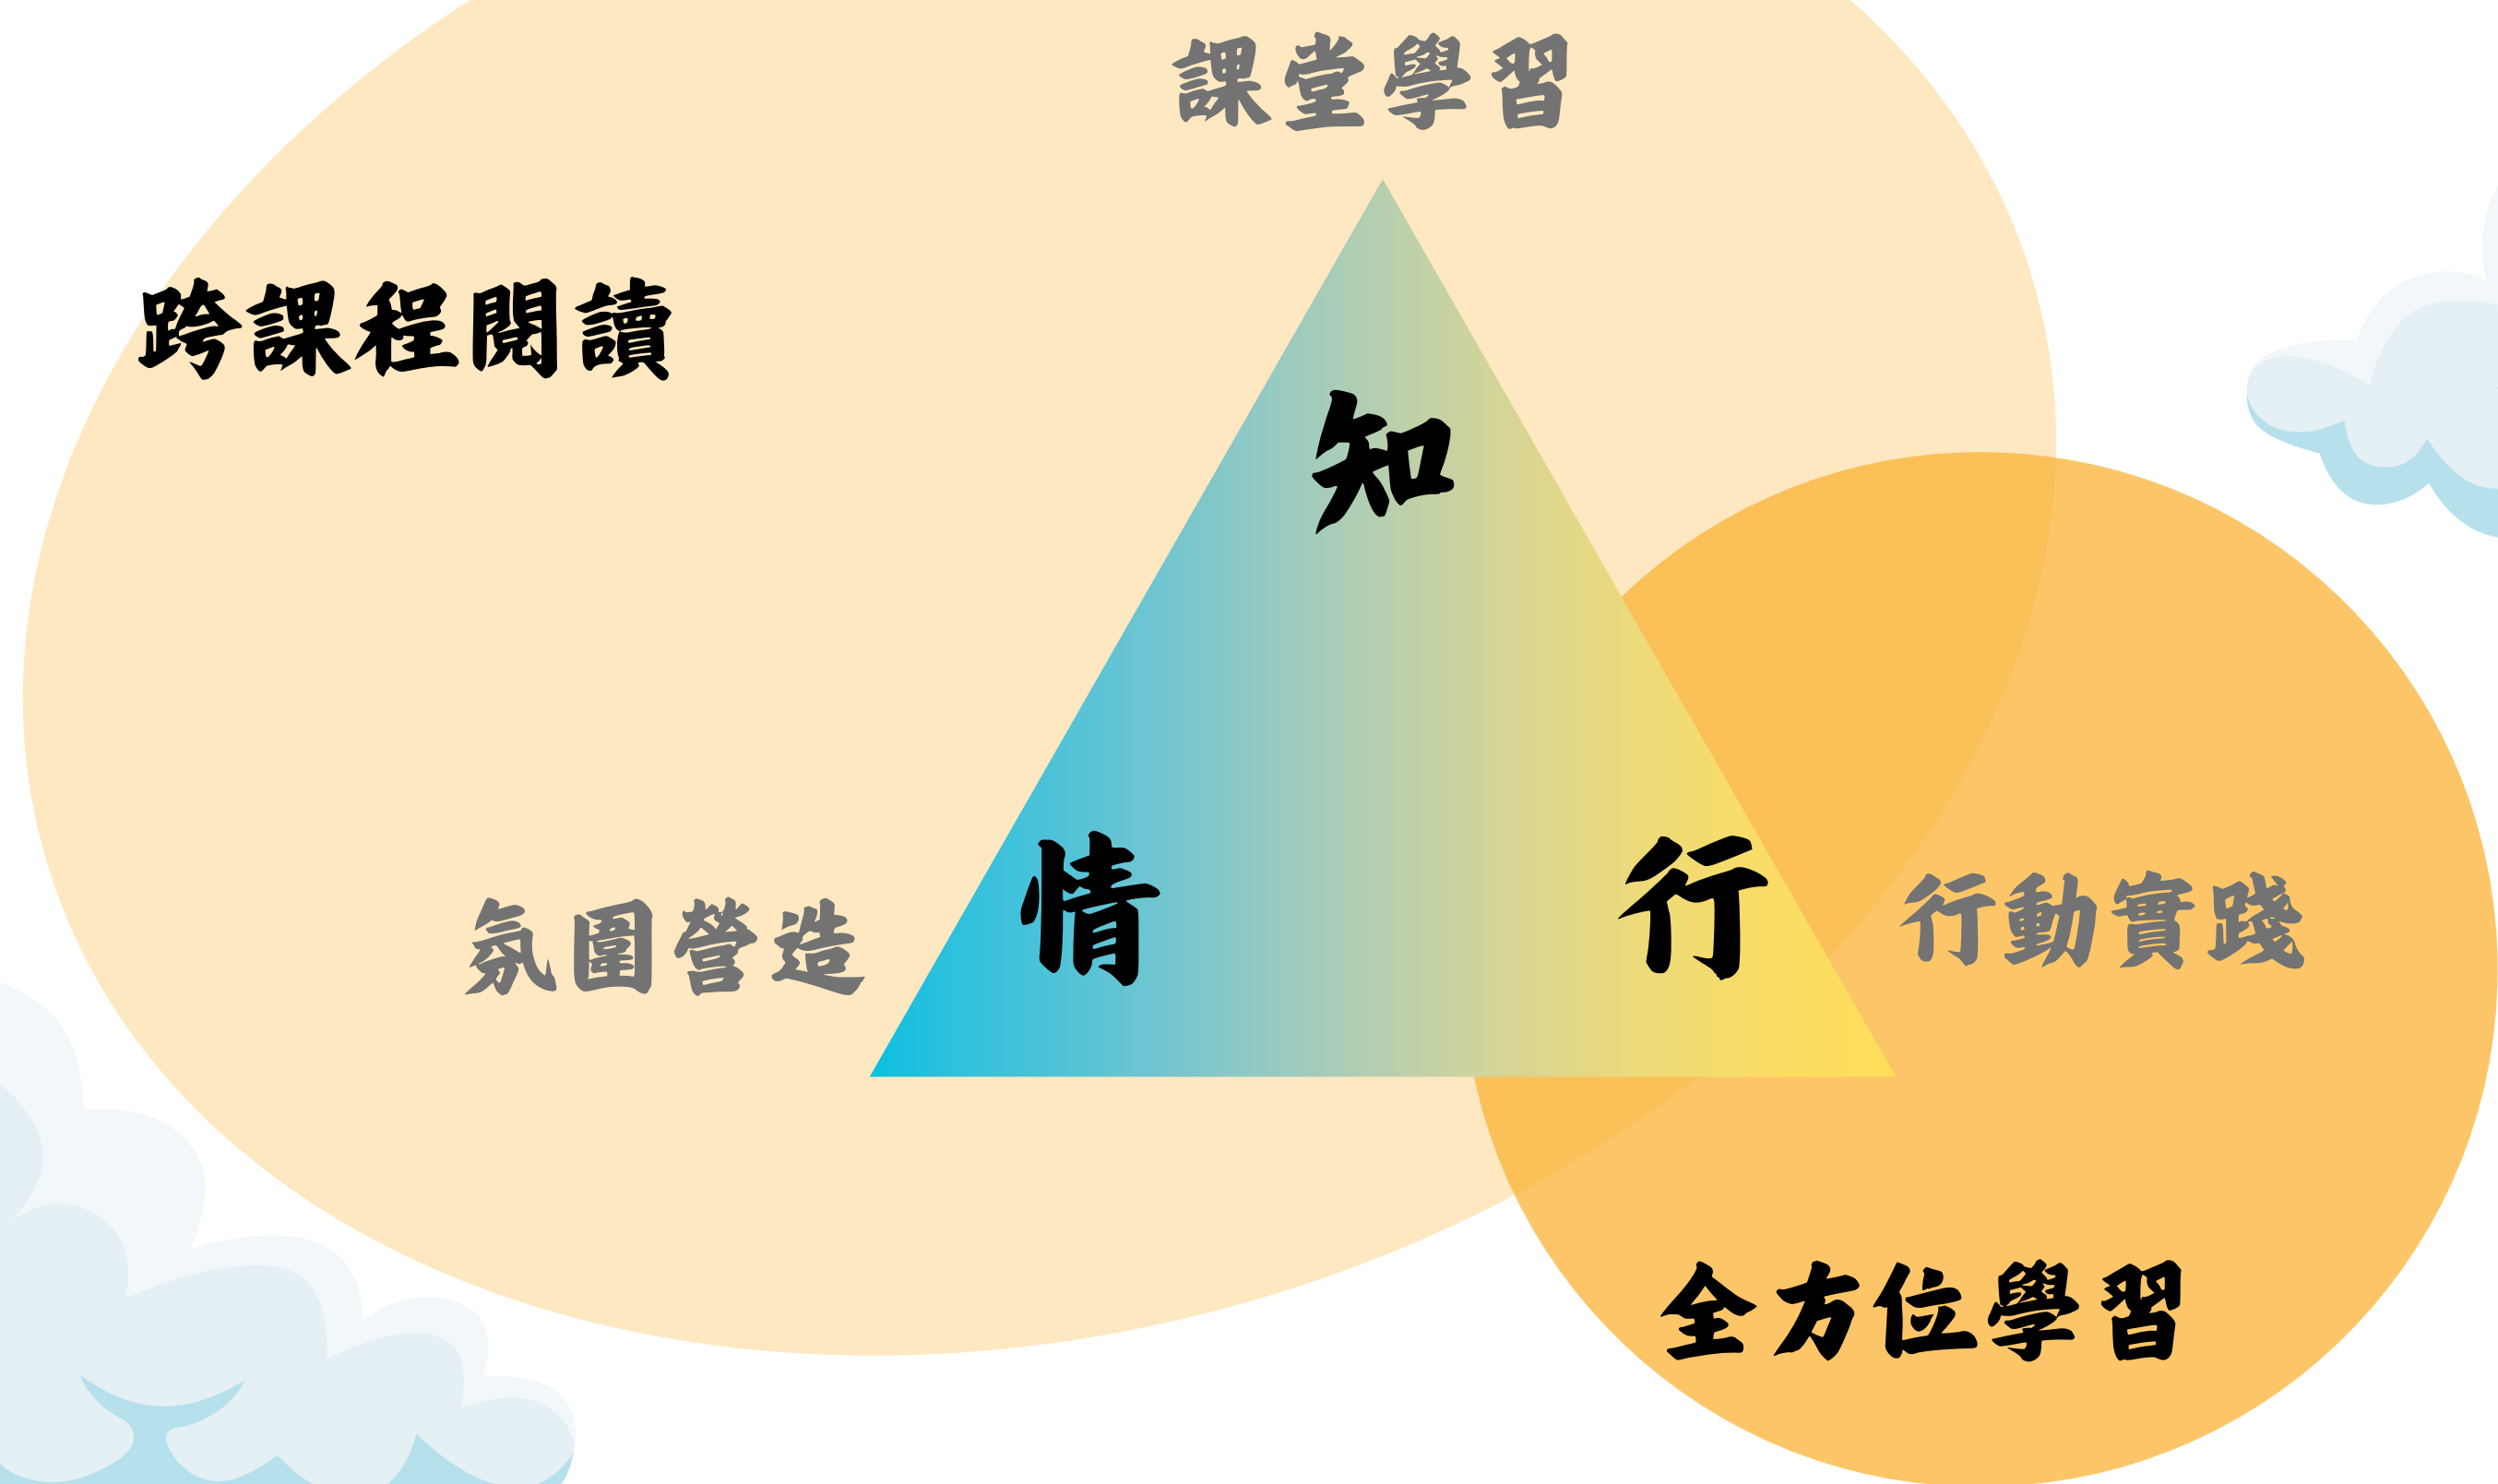 課堂學習
跨課程閱讀
知
情
行
氛圍營造
行動實踐
全方位學習